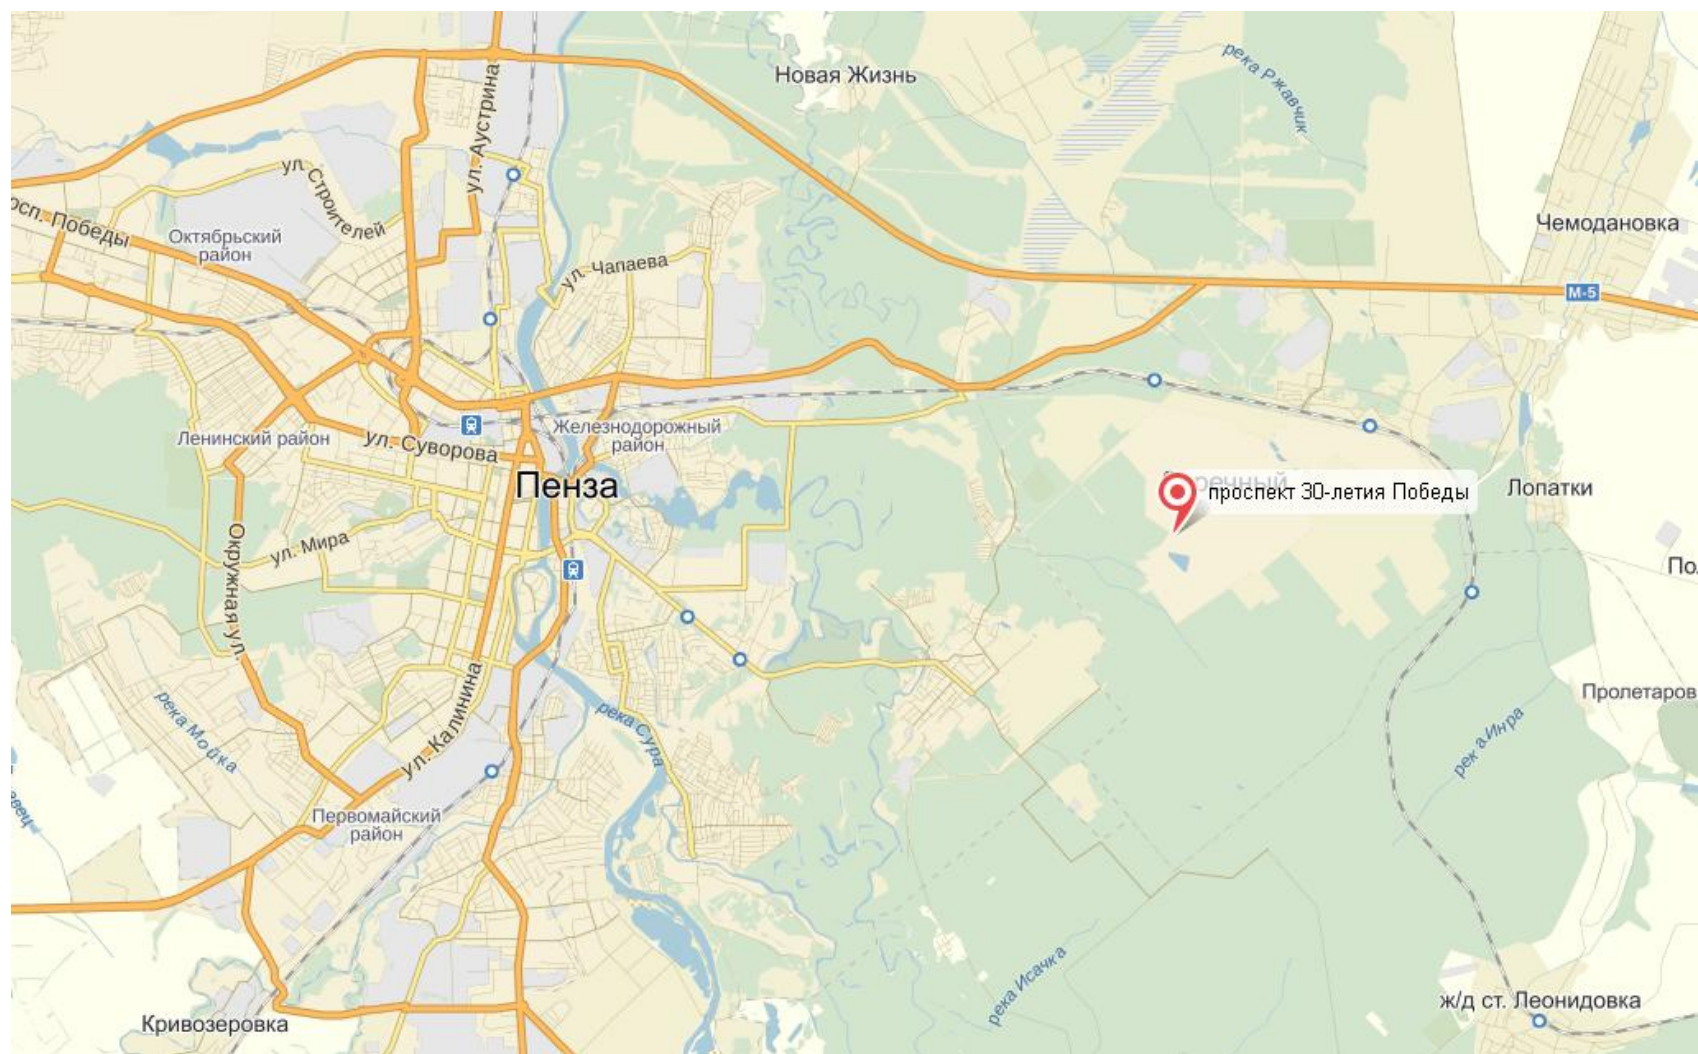 Новая Жизнь
река Ржавчик
ул. Аустрина
ул. Строителей
Победы
Октябрьский
район
Чемодановка
ул. Чапаева
М-5
Ленинский район
ул. Суворова
Железнодорожный
район
Пенза
проспект 30-летия Победы
Лопатки
Окружная ул.
ул. Мира
река Мойка
ул. Калинина
река Сура
река Инра
Пролетаров
Первомайский
район
река Исачка
ж/д ст. Леонидовка
Кривозеровка